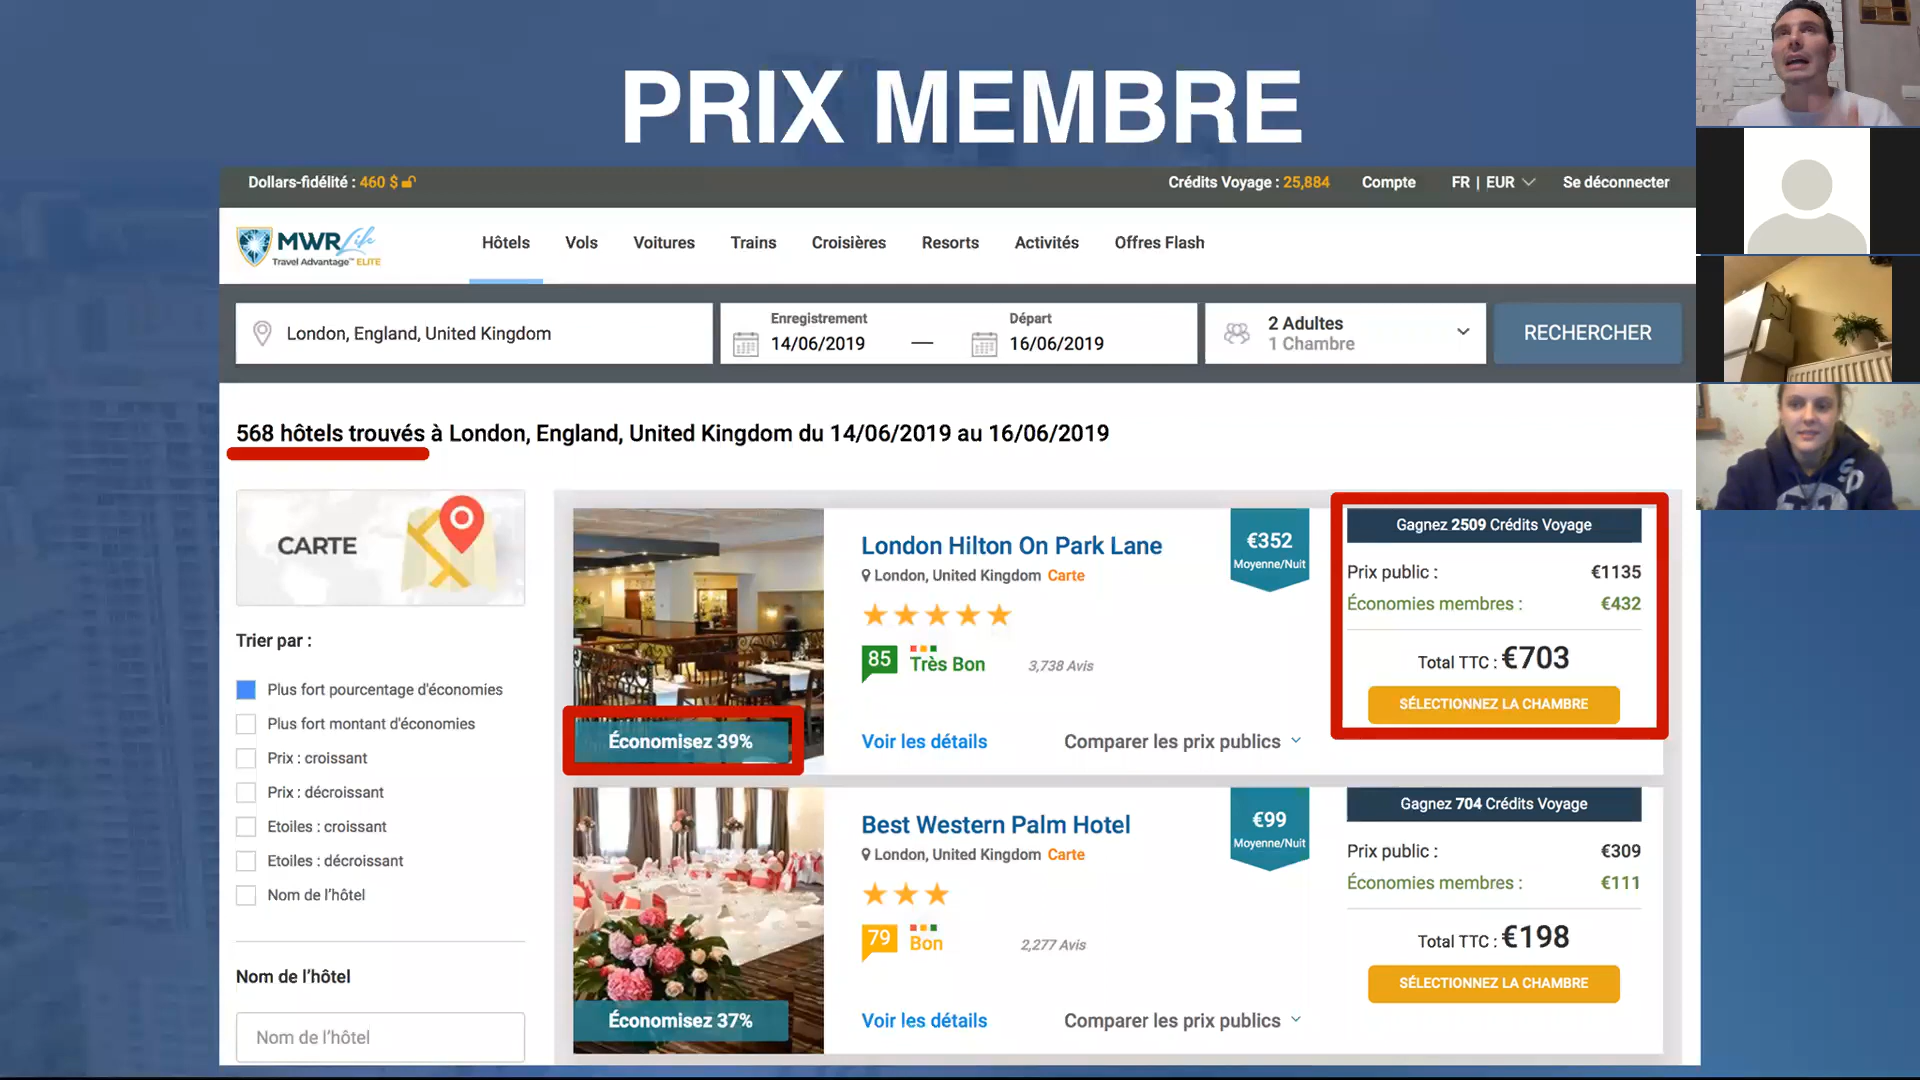 PRIX MEMBRE
Dollars-fidélité : 460 $
Crédits Voyage : 25,884
Compte
FR | EUR
Se déconnecter
MWR Life
Travel Advantage™ ELITE
Hôtels
Vols
Voitures
Trains
Croisières
Resorts
Activités
Offres Flash
London, England, United Kingdom
Enregistrement
14/06/2019
—
Départ
16/06/2019
2 Adultes
1 Chambre
RECHERCHER
568 hôtels trouvés à London, England, United Kingdom du 14/06/2019 au 16/06/2019
CARTE
Trier par :
Plus fort pourcentage d'économies
Plus fort montant d'économies
Prix : croissant
Prix : décroissant
Etoiles : croissant
Etoiles : décroissant
Nom de l’hôtel
Nom de l’hôtel
Nom de l’hôtel
Économisez 39%
London Hilton On Park Lane
London, United Kingdom Carte
85 Très Bon
3,738 Avis
Voir les détails
Comparer les prix publics
€352
Moyenne/Nuit
Gagnez 2509 Crédits Voyage
Prix public : €1135
Économies membres : €432
Total TTC : €703
SÉLECTIONNEZ LA CHAMBRE
Économisez 37%
Best Western Palm Hotel
London, United Kingdom Carte
79 Bon
2,277 Avis
Voir les détails
Comparer les prix publics
€99
Moyenne/Nuit
Gagnez 704 Crédits Voyage
Prix public : €309
Économies membres : €111
Total TTC : €198
SÉLECTIONNEZ LA CHAMBRE